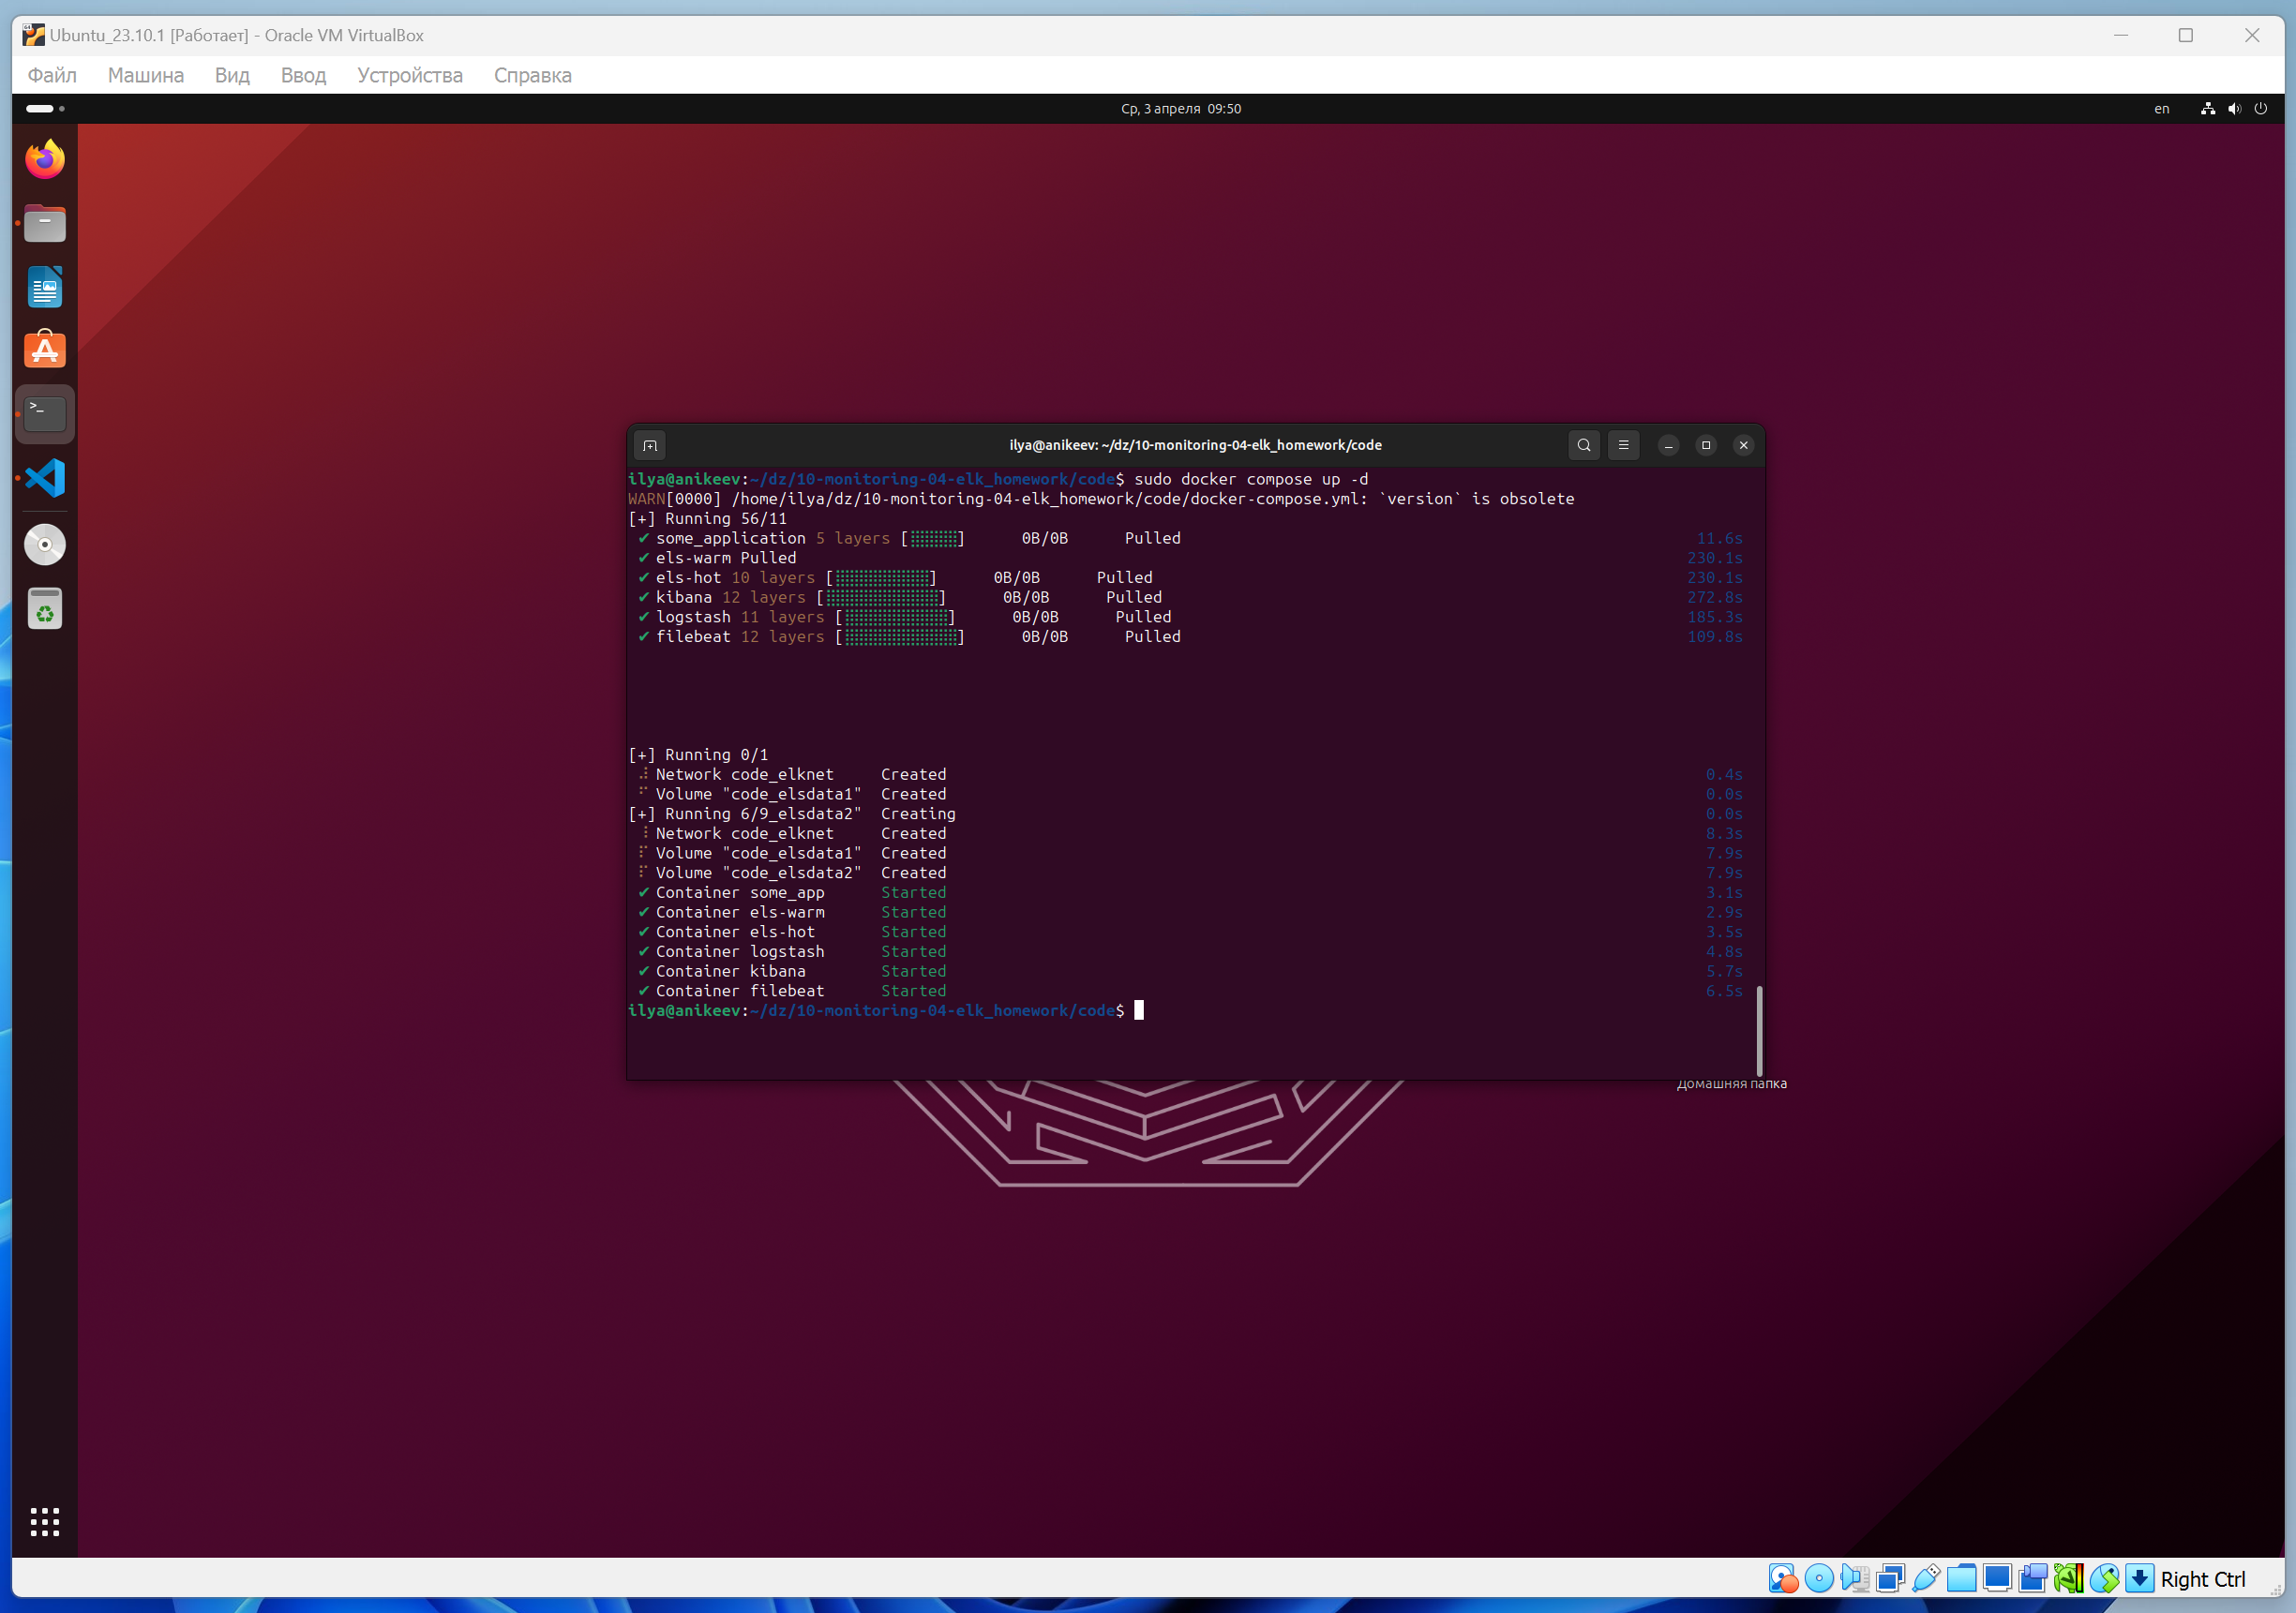 Ubuntu_23.10.1 [Работает] - Oracle VM VirtualBox
Файл Машина Вид Ввод Устройства Справка
Ср, 3 апреля 09:50
en
ilya@anikeev: ~/dz/10-monitoring-04-elk_homework/code
ilya@anikeev:~/dz/10-monitoring-04-elk_homework/code$ sudo docker compose up -d
WARN[0000] /home/ilya/dz/10-monitoring-04-elk_homework/code/docker-compose.yml: `version` is obsolete
[+] Running 56/11
✔ some_application 5 layers [⣿⣿⣿⣿⣿] 0B/0B Pulled 11.6s
✔ els-warm Pulled 230.1s
✔ els-hot 10 layers [⣿⣿⣿⣿⣿⣿⣿⣿⣿⣿] 0B/0B Pulled 230.1s
✔ kibana 12 layers [⣿⣿⣿⣿⣿⣿⣿⣿⣿⣿⣿⣿] 0B/0B Pulled 272.8s
✔ logstash 11 layers [⣿⣿⣿⣿⣿⣿⣿⣿⣿⣿⣿] 0B/0B Pulled 185.3s
✔ filebeat 12 layers [⣿⣿⣿⣿⣿⣿⣿⣿⣿⣿⣿⣿] 0B/0B Pulled 109.8s
[+] Running 0/1
Network code_elknet Created 0.4s
Volume "code_elsdata1" Created 0.0s
[+] Running 6/9_elsdata2" Creating 0.0s
Network code_elknet Created 8.3s
Volume "code_elsdata1" Created 7.9s
Volume "code_elsdata2" Created 7.9s
✔ Container some_app Started 3.1s
✔ Container els-warm Started 2.9s
✔ Container els-hot Started 3.5s
✔ Container logstash Started 4.8s
✔ Container kibana Started 5.7s
✔ Container filebeat Started 6.5s
ilya@anikeev:~/dz/10-monitoring-04-elk_homework/code$
Домашняя папка
Right Ctrl